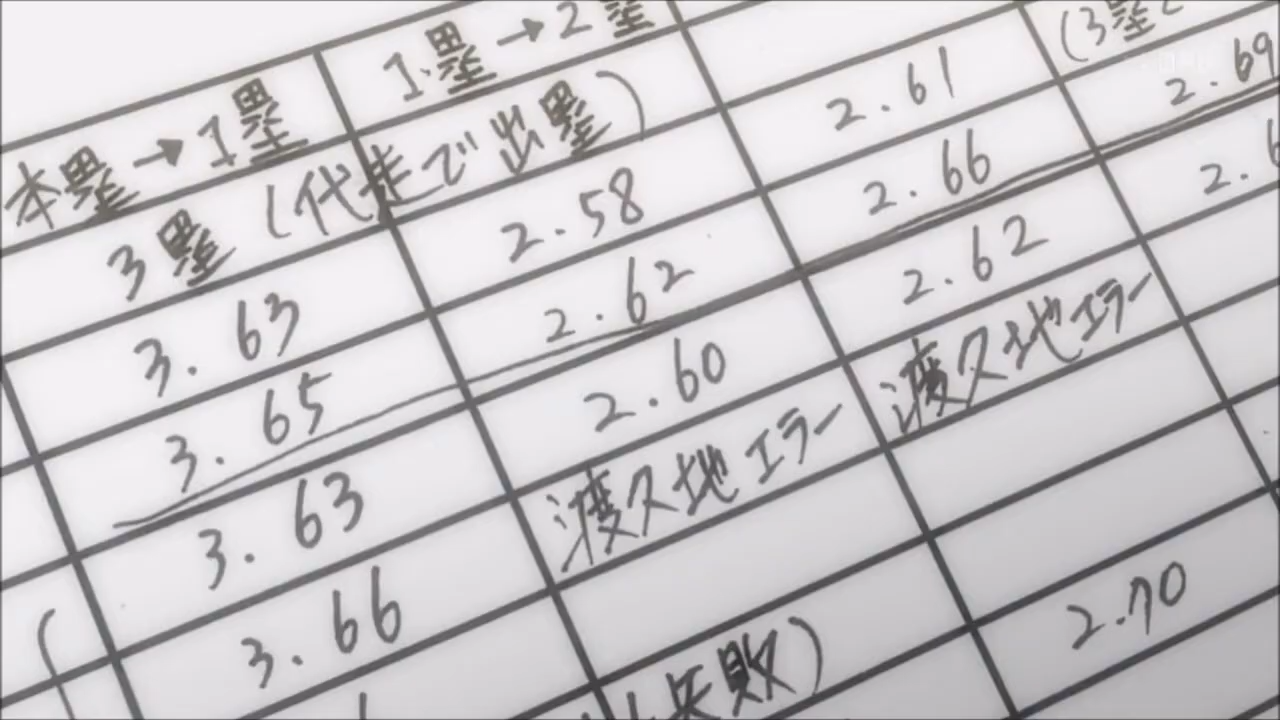 本塁→1塁 1塁→2塁
3塁(代走で出塁) 2.61 (3塁
3.63 2.58 2.66 2.69
3.65 2.62 2.62
3.63 2.60 渡久地エラー
3.66 渡久地エラー
失敗) 2.70